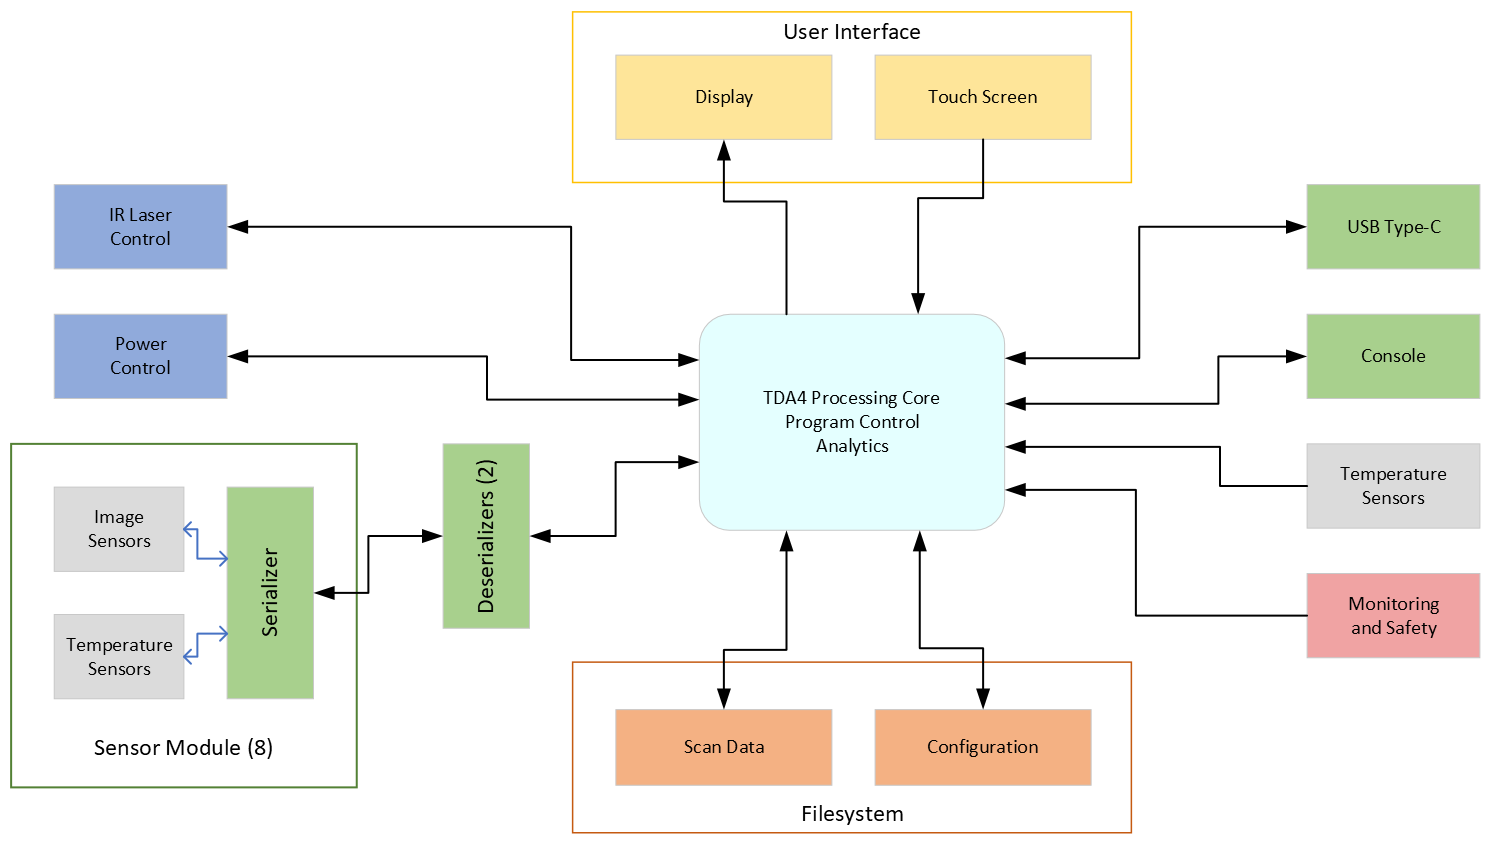 User Interface
Display
Touch Screen
IR Laser
Control
USB Type-C
Power
Control
Console
TDA4 Processing Core
Program Control
Analytics
Temperature
Sensors
Deserializers (2)
Image
Sensors
Serializer
Temperature
Sensors
Monitoring
and Safety
Sensor Module (8)
Scan Data
Configuration
Filesystem